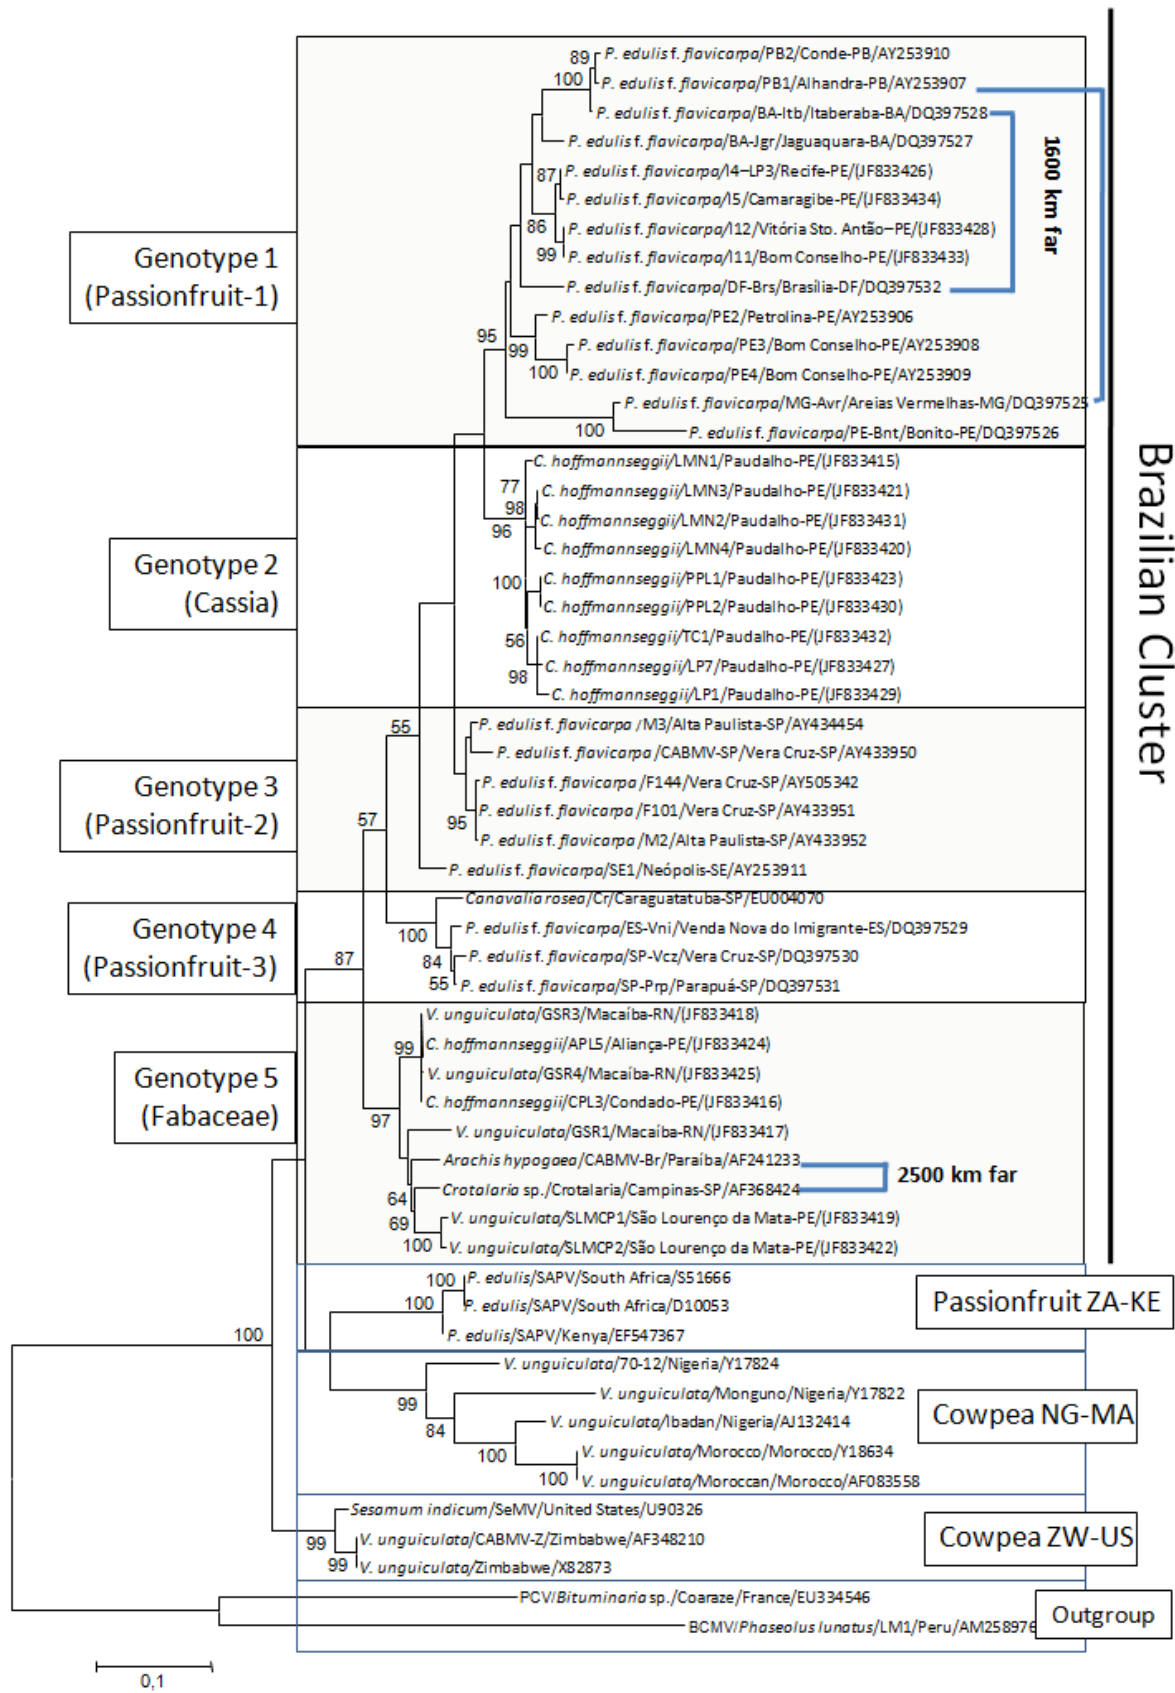 89
P. edulis f. flavicarpa/PB2/Conde-PB/AY253910
100
P. edulis f. flavicarpa/PB1/Alhandra-PB/AY253907
P. edulis f. flavicarpa/BA-Itb/Itaberaba-BA/DQ397528
P. edulis f. flavicarpa/BA-Jgr/Jaguaquara-BA/DQ397527
87
P. edulis f. flavicarpa/I4–LP3/Recife-PE/(JF833426)
P. edulis f. flavicarpa/I5/Camaragibe-PE/(JF833434)
86
P. edulis f. flavicarpa/I12/Vitória Sto. Antão–PE/(JF833428)
99
P. edulis f. flavicarpa/I11/Bom Conselho-PE/(JF833433)
P. edulis f. flavicarpa/DF-Brs/Brasília-DF/DQ397532
1600 km far
Genotype 1
(Passionfruit-1)
P. edulis f. flavicarpa/PE2/Petrolina-PE/AY253906
95
99
P. edulis f. flavicarpa/PE3/Bom Conselho-PE/AY253908
100
P. edulis f. flavicarpa/PE4/Bom Conselho-PE/AY253909
P. edulis f. flavicarpa/MG-Avr/Areias Vermelhas-MG/DQ397525
100
P. edulis f. flavicarpa/PE-Bnt/Bonito-PE/DQ397526
Brazilian Cluster
C. hoffmannseggii/LMN1/Paudalho-PE/(JF833415)
77
C. hoffmannseggii/LMN3/Paudalho-PE/(JF833421)
98
C. hoffmannseggii/LMN2/Paudalho-PE/(JF833431)
96
C. hoffmannseggii/LMN4/Paudalho-PE/(JF833420)
Genotype 2
(Cassia)
100
C. hoffmannseggii/PPL1/Paudalho-PE/(JF833423)
C. hoffmannseggii/PPL2/Paudalho-PE/(JF833430)
56
C. hoffmannseggii/TC1/Paudalho-PE/(JF833432)
98
C. hoffmannseggii/LP7/Paudalho-PE/(JF833427)
C. hoffmannseggii/LP1/Paudalho-PE/(JF833429)
55
P. edulis f. flavicarpa /M3/Alta Paulista-SP/AY434454
P. edulis f. flavicarpa /CABMV-SP/Vera Cruz-SP/AY433950
Genotype 3
(Passionfruit-2)
P. edulis f. flavicarpa /F144/Vera Cruz-SP/AY505342
57
95
P. edulis f. flavicarpa /F101/Vera Cruz-SP/AY433951
P. edulis f. flavicarpa /M2/Alta Paulista-SP/AY433952
P. edulis f. flavicarpa/SE1/Neópolis-SE/AY253911
Canavalia rosea/Cr/Caraguatatuba-SP/EU004070
Genotype 4
(Passionfruit-3)
100
P. edulis f. flavicarpa/ES-Vni/Venda Nova do Imigrante-ES/DQ397529
87
84
P. edulis f. flavicarpa/SP-Vcz/Vera Cruz-SP/DQ397530
55
P. edulis f. flavicarpa/SP-Prp/Parapuá-SP/DQ397531
V. unguiculata/GSR3/Macaíba-RN/(JF833418)
99
C. hoffmannseggii/APL5/Aliança-PE/(JF833424)
Genotype 5
(Fabaceae)
V. unguiculata/GSR4/Macaíba-RN/(JF833425)
C. hoffmannseggii/CPL3/Condado-PE/(JF833416)
97
V. unguiculata/GSR1/Macaíba-RN/(JF833417)
Arachis hypogaea/CABMV-Br/Paraíba/AF241233
2500 km far
64
Crotalaria sp./Crotalaria/Campinas-SP/AF368424
69
V. unguiculata/SLMCP1/São Lourenço da Mata-PE/(JF833419)
100
V. unguiculata/SLMCP2/São Lourenço da Mata-PE/(JF833422)
100
P. edulis/SAPV/South Africa/S51666
100
P. edulis/SAPV/South Africa/D10053
Passionfruit ZA-KE
100
P. edulis/SAPV/Kenya/EF547367
V. unguiculata/70-12/Nigeria/Y17824
99
V. unguiculata/Monguno/Nigeria/Y17822
84
V. unguiculata/Ibadan/Nigeria/AJ132414
Cowpea NG-MA
100
V. unguiculata/Morocco/Morocco/Y18634
100
V. unguiculata/Moroccan/Morocco/AF083558
Sesamum indicum/SeMV/United States/U90326
99
V. unguiculata/CABMV-Z/Zimbabwe/AF348210
Cowpea ZW-US
99
V. unguiculata/Zimbabwe/X82873
PCV/Bituminaria sp./Coaraze/France/EU334546
Outgroup
BCMV/Phaseolus lunatus/LM1/Peru/AM258976
0,1